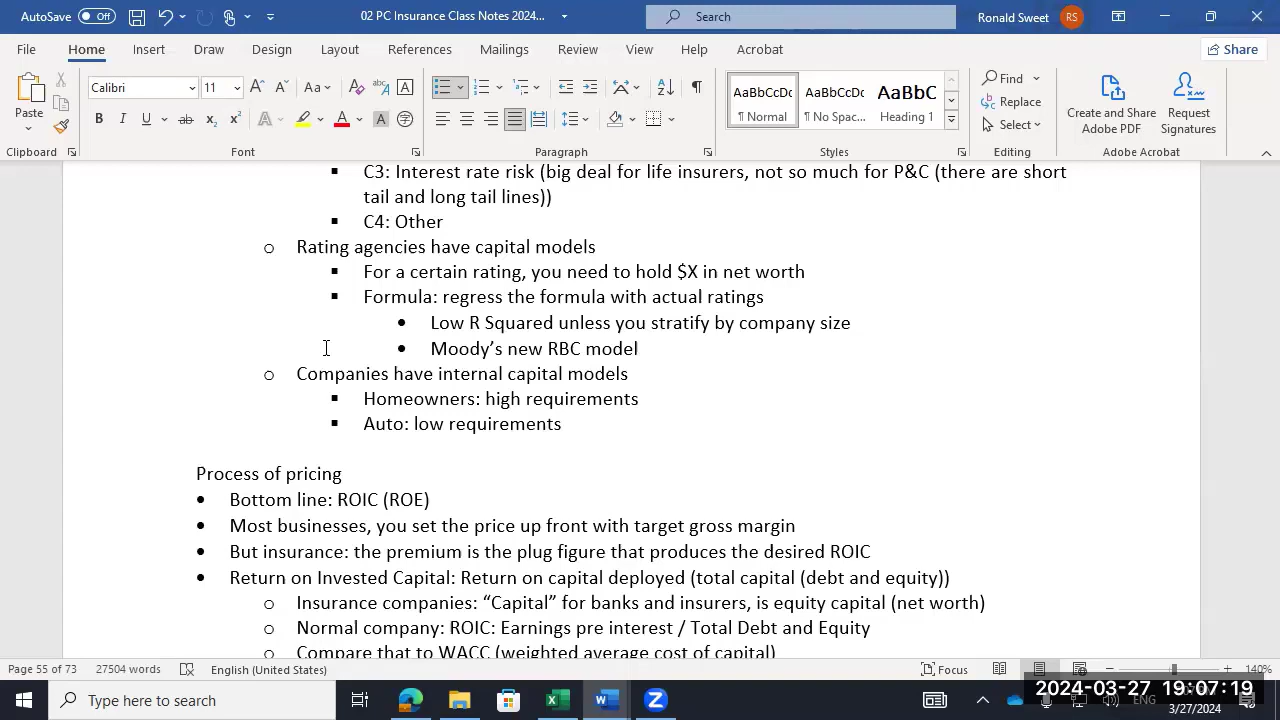 AutoSave Off 02 PC Insurance Class Notes 2024... Search Ronald Sweet RS
File Home Insert Draw Design Layout References Mailings Review View Help Acrobat Share
Paste Calibri 11 Aa A AaBbCcDc AaBbCcDc AaBbC Find Create and Share Request
¶ Normal ¶ No Spac... Heading 1 Replace Adobe PDF Signatures
B I U ab x₂ x² A A A Select
Clipboard Font Paragraph Styles Editing Adobe Acrobat
▪ C3: Interest rate risk (big deal for life insurers, not so much for P&C (there are short
tail and long tail lines))
▪ C4: Other
o Rating agencies have capital models
▪ For a certain rating, you need to hold $X in net worth
▪ Formula: regress the formula with actual ratings
• Low R Squared unless you stratify by company size
• Moody’s new RBC model
o Companies have internal capital models
▪ Homeowners: high requirements
▪ Auto: low requirements
Process of pricing
• Bottom line: ROIC (ROE)
• Most businesses, you set the price up front with target gross margin
• But insurance: the premium is the plug figure that produces the desired ROIC
• Return on Invested Capital: Return on capital deployed (total capital (debt and equity))
o Insurance companies: “Capital” for banks and insurers, is equity capital (net worth)
o Normal company: ROIC: Earnings pre interest / Total Debt and Equity
o Compare that to WACC (weighted average cost of capital)
Page 55 of 73 27504 words English (United States) Focus 140%
Type here to search ENG 2024-03-27 19:07:19
3/27/2024